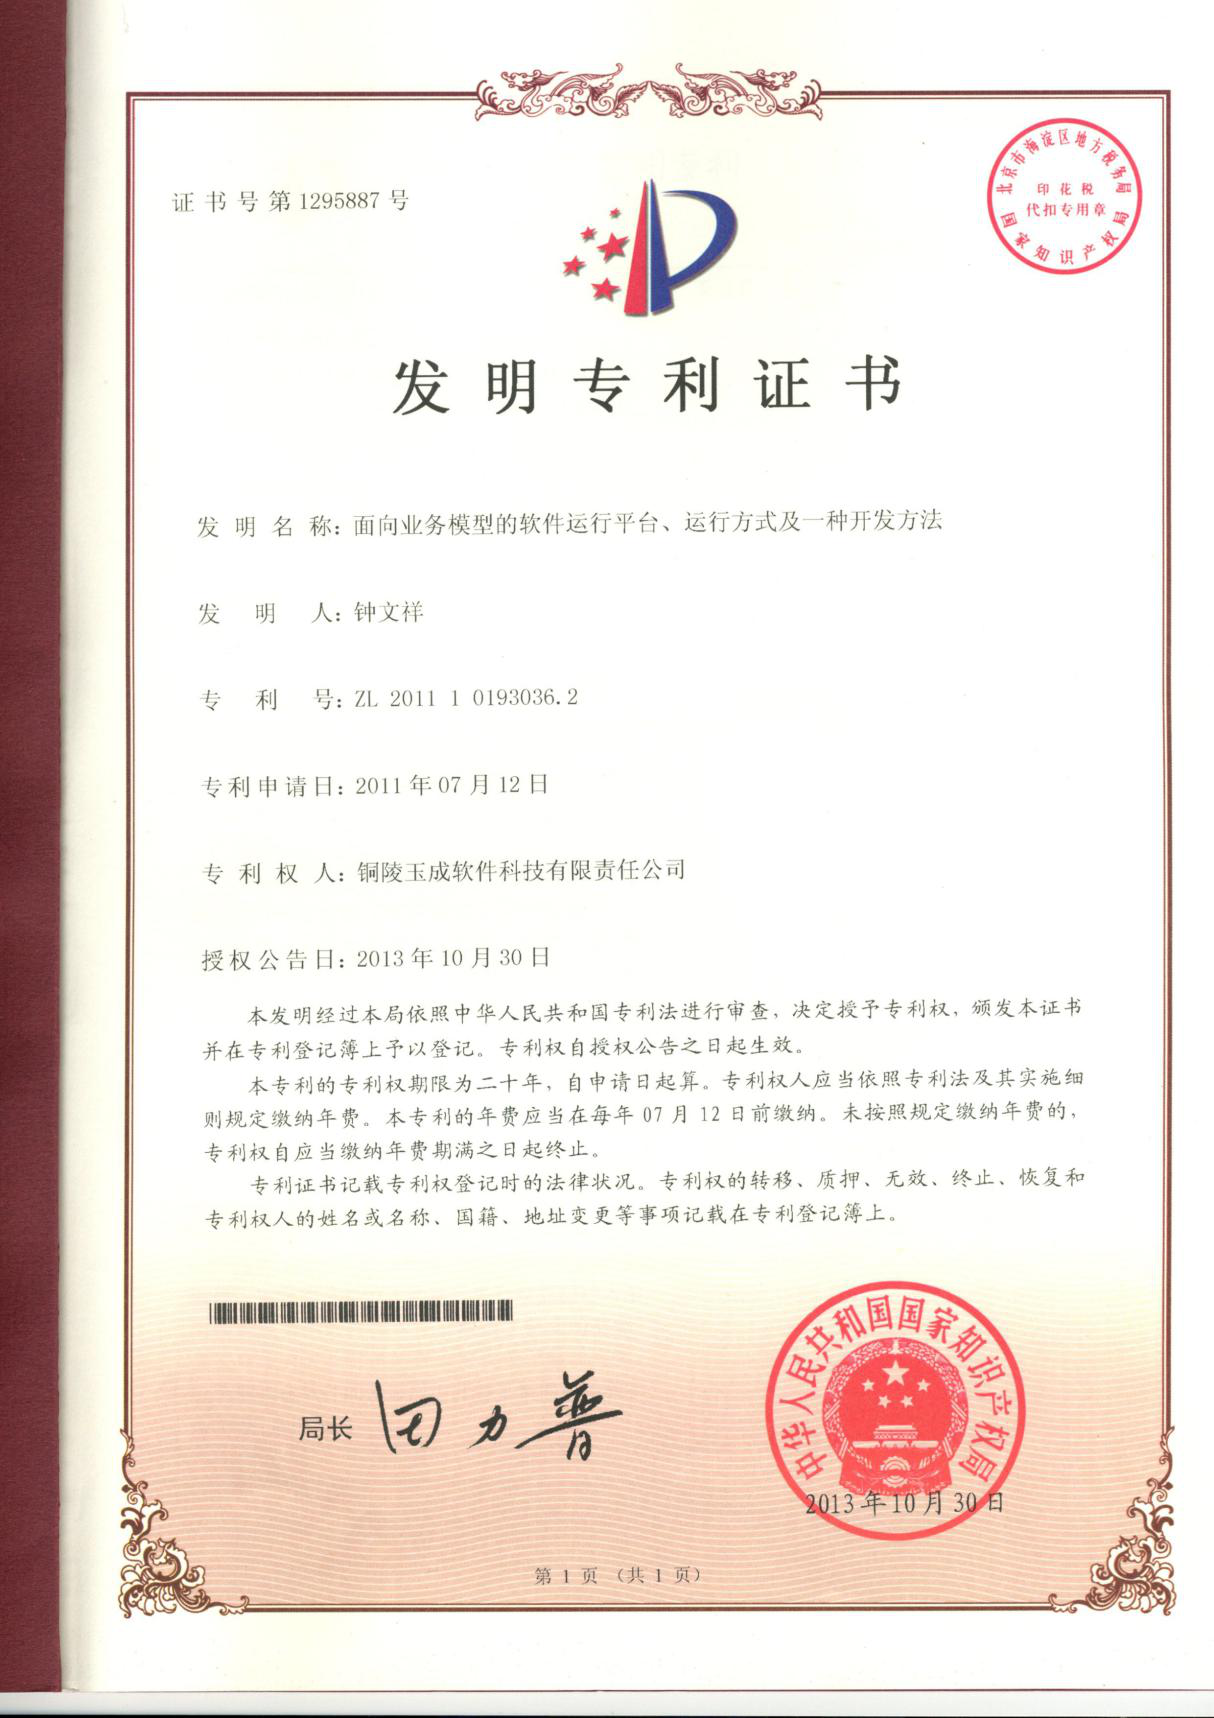 证书号第1295887号
北京市海淀区地方税务局
印花税
代扣专用章
国家知识产权局
发明专利证书
发明名称：面向业务模型的软件运行平台、运行方式及一种开发方法
发明人：钟文祥
专利号：ZL 2011 1 0193036.2
专利申请日：2011年07月12日
专利权人：铜陵玉成软件科技有限责任公司
授权公告日：2013年10月30日
本发明经过本局依照中华人民共和国专利法进行审查，决定授予专利权，颁发本证书
并在专利登记簿上予以登记。专利权自授权公告之日起生效。
本专利的专利权期限为二十年，自申请日起算。专利权人应当依照专利法及其实施细
则规定缴纳年费。本专利的年费应当在每年07月12日前缴纳。未按照规定缴纳年费的，
专利权自应当缴纳年费期满之日起终止。
专利证书记载专利权登记时的法律状况。专利权的转移、质押、无效、终止、恢复和
专利权人的姓名或名称、国籍、地址变更等事项记载在专利登记簿上。
局长 田力普
中华人民共和国国家知识产权局
2013年10月30日
第1页（共1页）